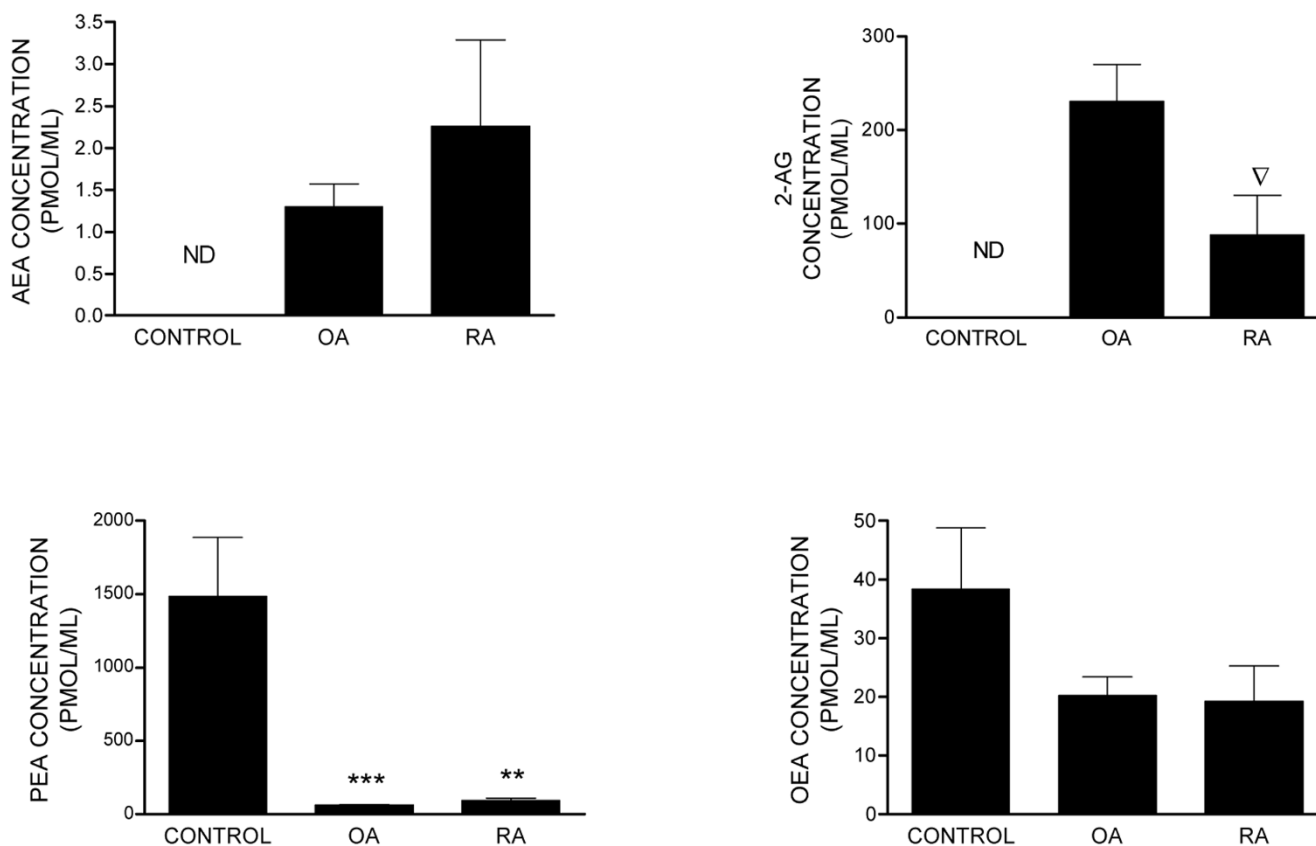 AEA CONCENTRATION
(PMOL/ML)
3.5
3.0
2.5
2.0
1.5
1.0
0.5
0.0
ND
CONTROL OA RA
2-AG
CONCENTRATION
(PMOL/ML)
300
200
100
0
ND
∇
CONTROL OA RA
PEA CONCENTRATION
(PMOL/ML)
2000
1500
1000
500
0
*** **
CONTROL OA RA
OEA CONCENTRATION
(PMOL/ML)
50
40
30
20
10
0
CONTROL OA RA